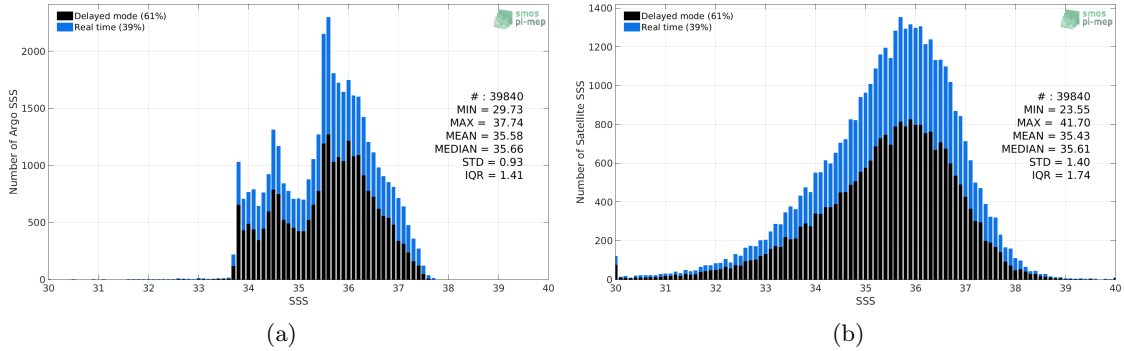 Delayed mode (61%)
Real time (39%)
smos
pi-mep
# : 39840
MIN = 29.73
MAX = 37.74
MEAN = 35.58
MEDIAN = 35.66
STD = 0.93
IQR = 1.41
Number of Argo SSS
2000
1500
1000
500
0
30 31 32 33 34 35 36 37 38 39 40
SSS
(a)
Delayed mode (61%)
Real time (39%)
smos
pi-mep
# : 39840
MIN = 23.55
MAX = 41.70
MEAN = 35.43
MEDIAN = 35.61
STD = 1.40
IQR = 1.74
Number of Satellite SSS
1400
1200
1000
800
600
400
200
0
30 31 32 33 34 35 36 37 38 39 40
SSS
(b)